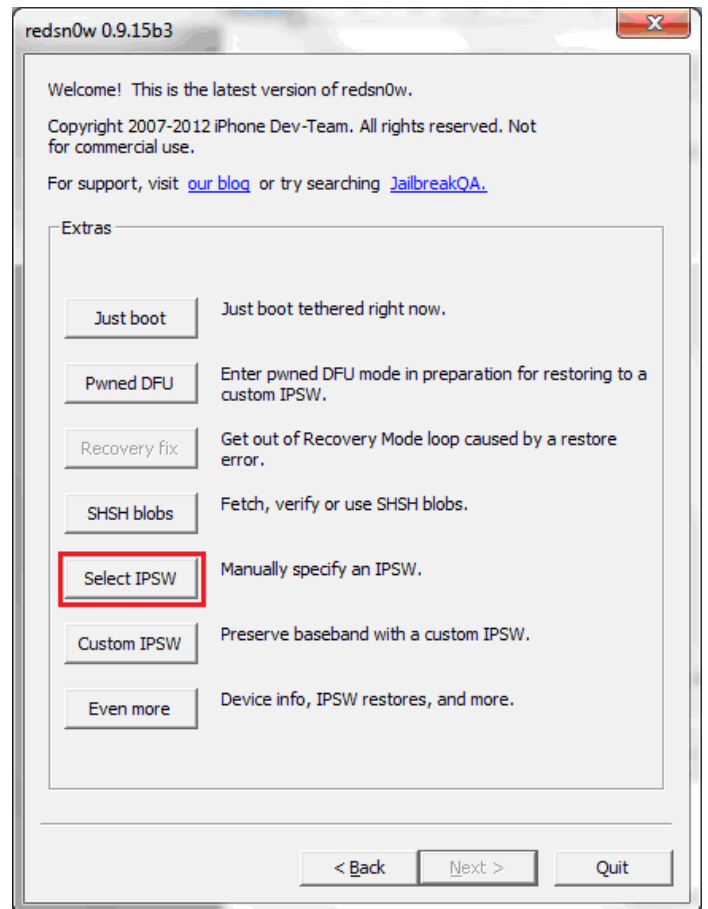 redsn0w 0.9.15b3
Welcome! This is the latest version of redsn0w.
Copyright 2007-2012 iPhone Dev-Team. All rights reserved. Not
for commercial use.
For support, visit our blog or try searching JailbreakQA.
Extras
Just boot
Just boot tethered right now.
Pwned DFU
Enter pwned DFU mode in preparation for restoring to a
custom IPSW.
Recovery fix
Get out of Recovery Mode loop caused by a restore
error.
SHSH blobs
Fetch, verify or use SHSH blobs.
Select IPSW
Manually specify an IPSW.
Custom IPSW
Preserve baseband with a custom IPSW.
Even more
Device info, IPSW restores, and more.
< Back
Next >
Quit